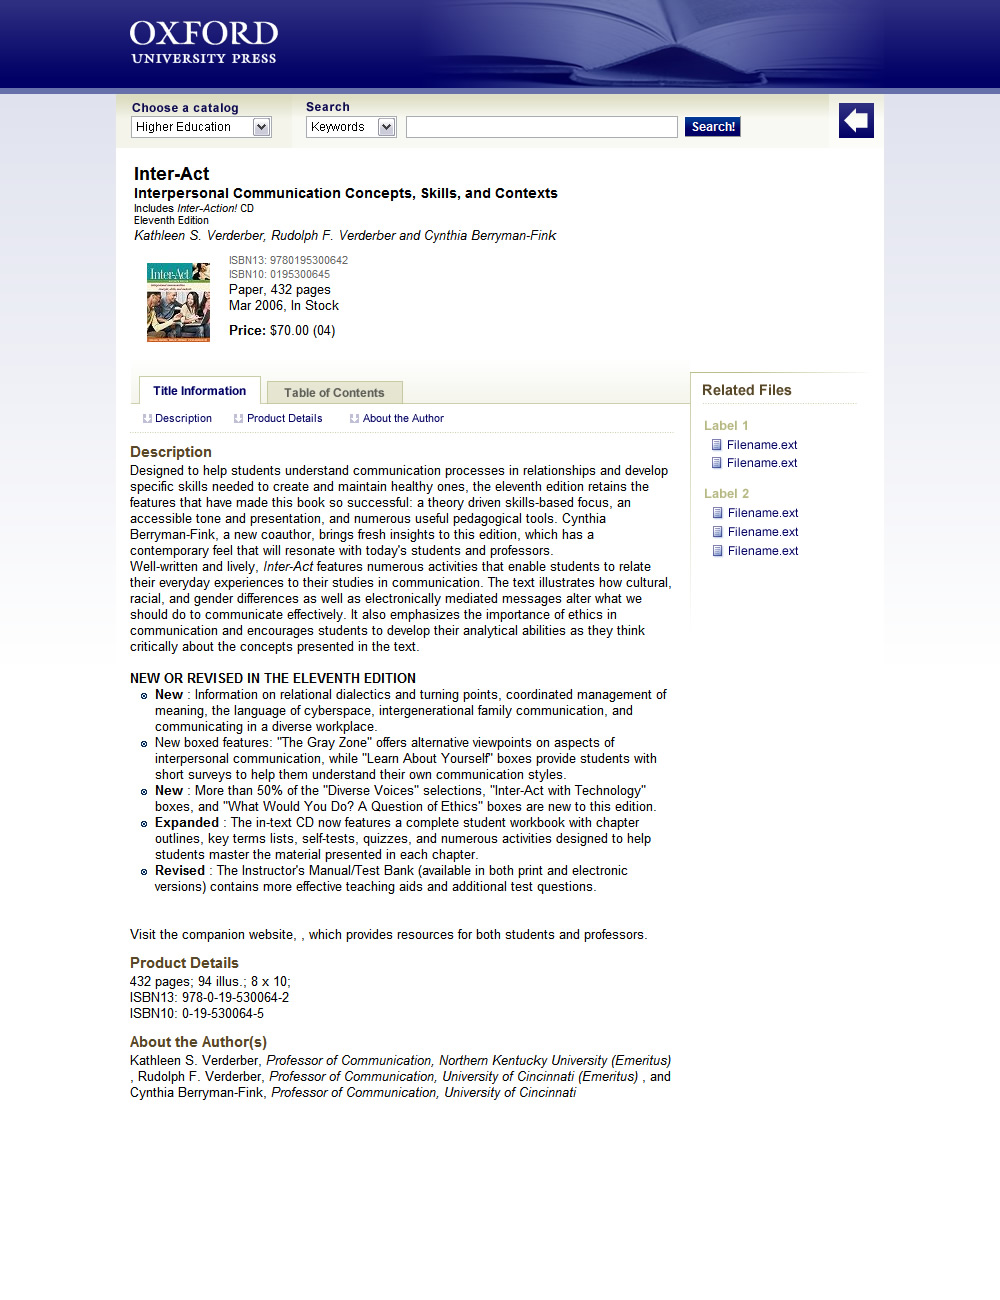 OXFORD
UNIVERSITY PRESS
Choose a catalog
Search
Higher Education
Keywords
Search!
Inter-Act
Interpersonal Communication Concepts, Skills, and Contexts
Includes Inter-Action! CD
Eleventh Edition
Kathleen S. Verderber, Rudolph F. Verderber and Cynthia Berryman-Fink
Inter-Act
ISBN13: 9780195300642
ISBN10: 0195300645
Paper, 432 pages
Mar 2006, In Stock
Price: $70.00 (04)
Title Information
Table of Contents
Description
Product Details
About the Author
Description
Designed to help students understand communication processes in relationships and develop
specific skills needed to create and maintain healthy ones, the eleventh edition retains the
features that have made this book so successful: a theory driven skills-based focus, an
accessible tone and presentation, and numerous useful pedagogical tools. Cynthia
Berryman-Fink, a new coauthor, brings fresh insights to this edition, which has a
contemporary feel that will resonate with today's students and professors.
Well-written and lively, Inter-Act features numerous activities that enable students to relate
their everyday experiences to their studies in communication. The text illustrates how cultural,
racial, and gender differences as well as electronically mediated messages alter what we
should do to communicate effectively. It also emphasizes the importance of ethics in
communication and encourages students to develop their analytical abilities as they think
critically about the concepts presented in the text.
NEW OR REVISED IN THE ELEVENTH EDITION
New : Information on relational dialectics and turning points, coordinated management of
meaning, the language of cyberspace, intergenerational family communication, and
communicating in a diverse workplace.
New boxed features: "The Gray Zone" offers alternative viewpoints on aspects of
interpersonal communication, while "Learn About Yourself" boxes provide students with
short surveys to help them understand their own communication styles.
New : More than 50% of the "Diverse Voices" selections, "Inter-Act with Technology"
boxes, and "What Would You Do? A Question of Ethics" boxes are new to this edition.
Expanded : The in-text CD now features a complete student workbook with chapter
outlines, key terms lists, self-tests, quizzes, and numerous activities designed to help
students master the material presented in each chapter.
Revised : The Instructor's Manual/Test Bank (available in both print and electronic
versions) contains more effective teaching aids and additional test questions.
Visit the companion website, , which provides resources for both students and professors.
Product Details
432 pages; 94 illus.; 8 x 10;
ISBN13: 978-0-19-530064-2
ISBN10: 0-19-530064-5
About the Author(s)
Kathleen S. Verderber, Professor of Communication, Northern Kentucky University (Emeritus)
, Rudolph F. Verderber, Professor of Communication, University of Cincinnati (Emeritus) , and
Cynthia Berryman-Fink, Professor of Communication, University of Cincinnati
Related Files
Label 1
Filename.ext
Filename.ext
Label 2
Filename.ext
Filename.ext
Filename.ext